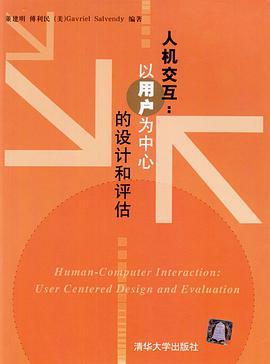 董建明 傅利民 (美)Gavriel Salvendy 编著
人机交互:
以用户为中心
的设计和评估
Human-Computer Interaction:
User Centered Design and Evaluation
清华大学出版社